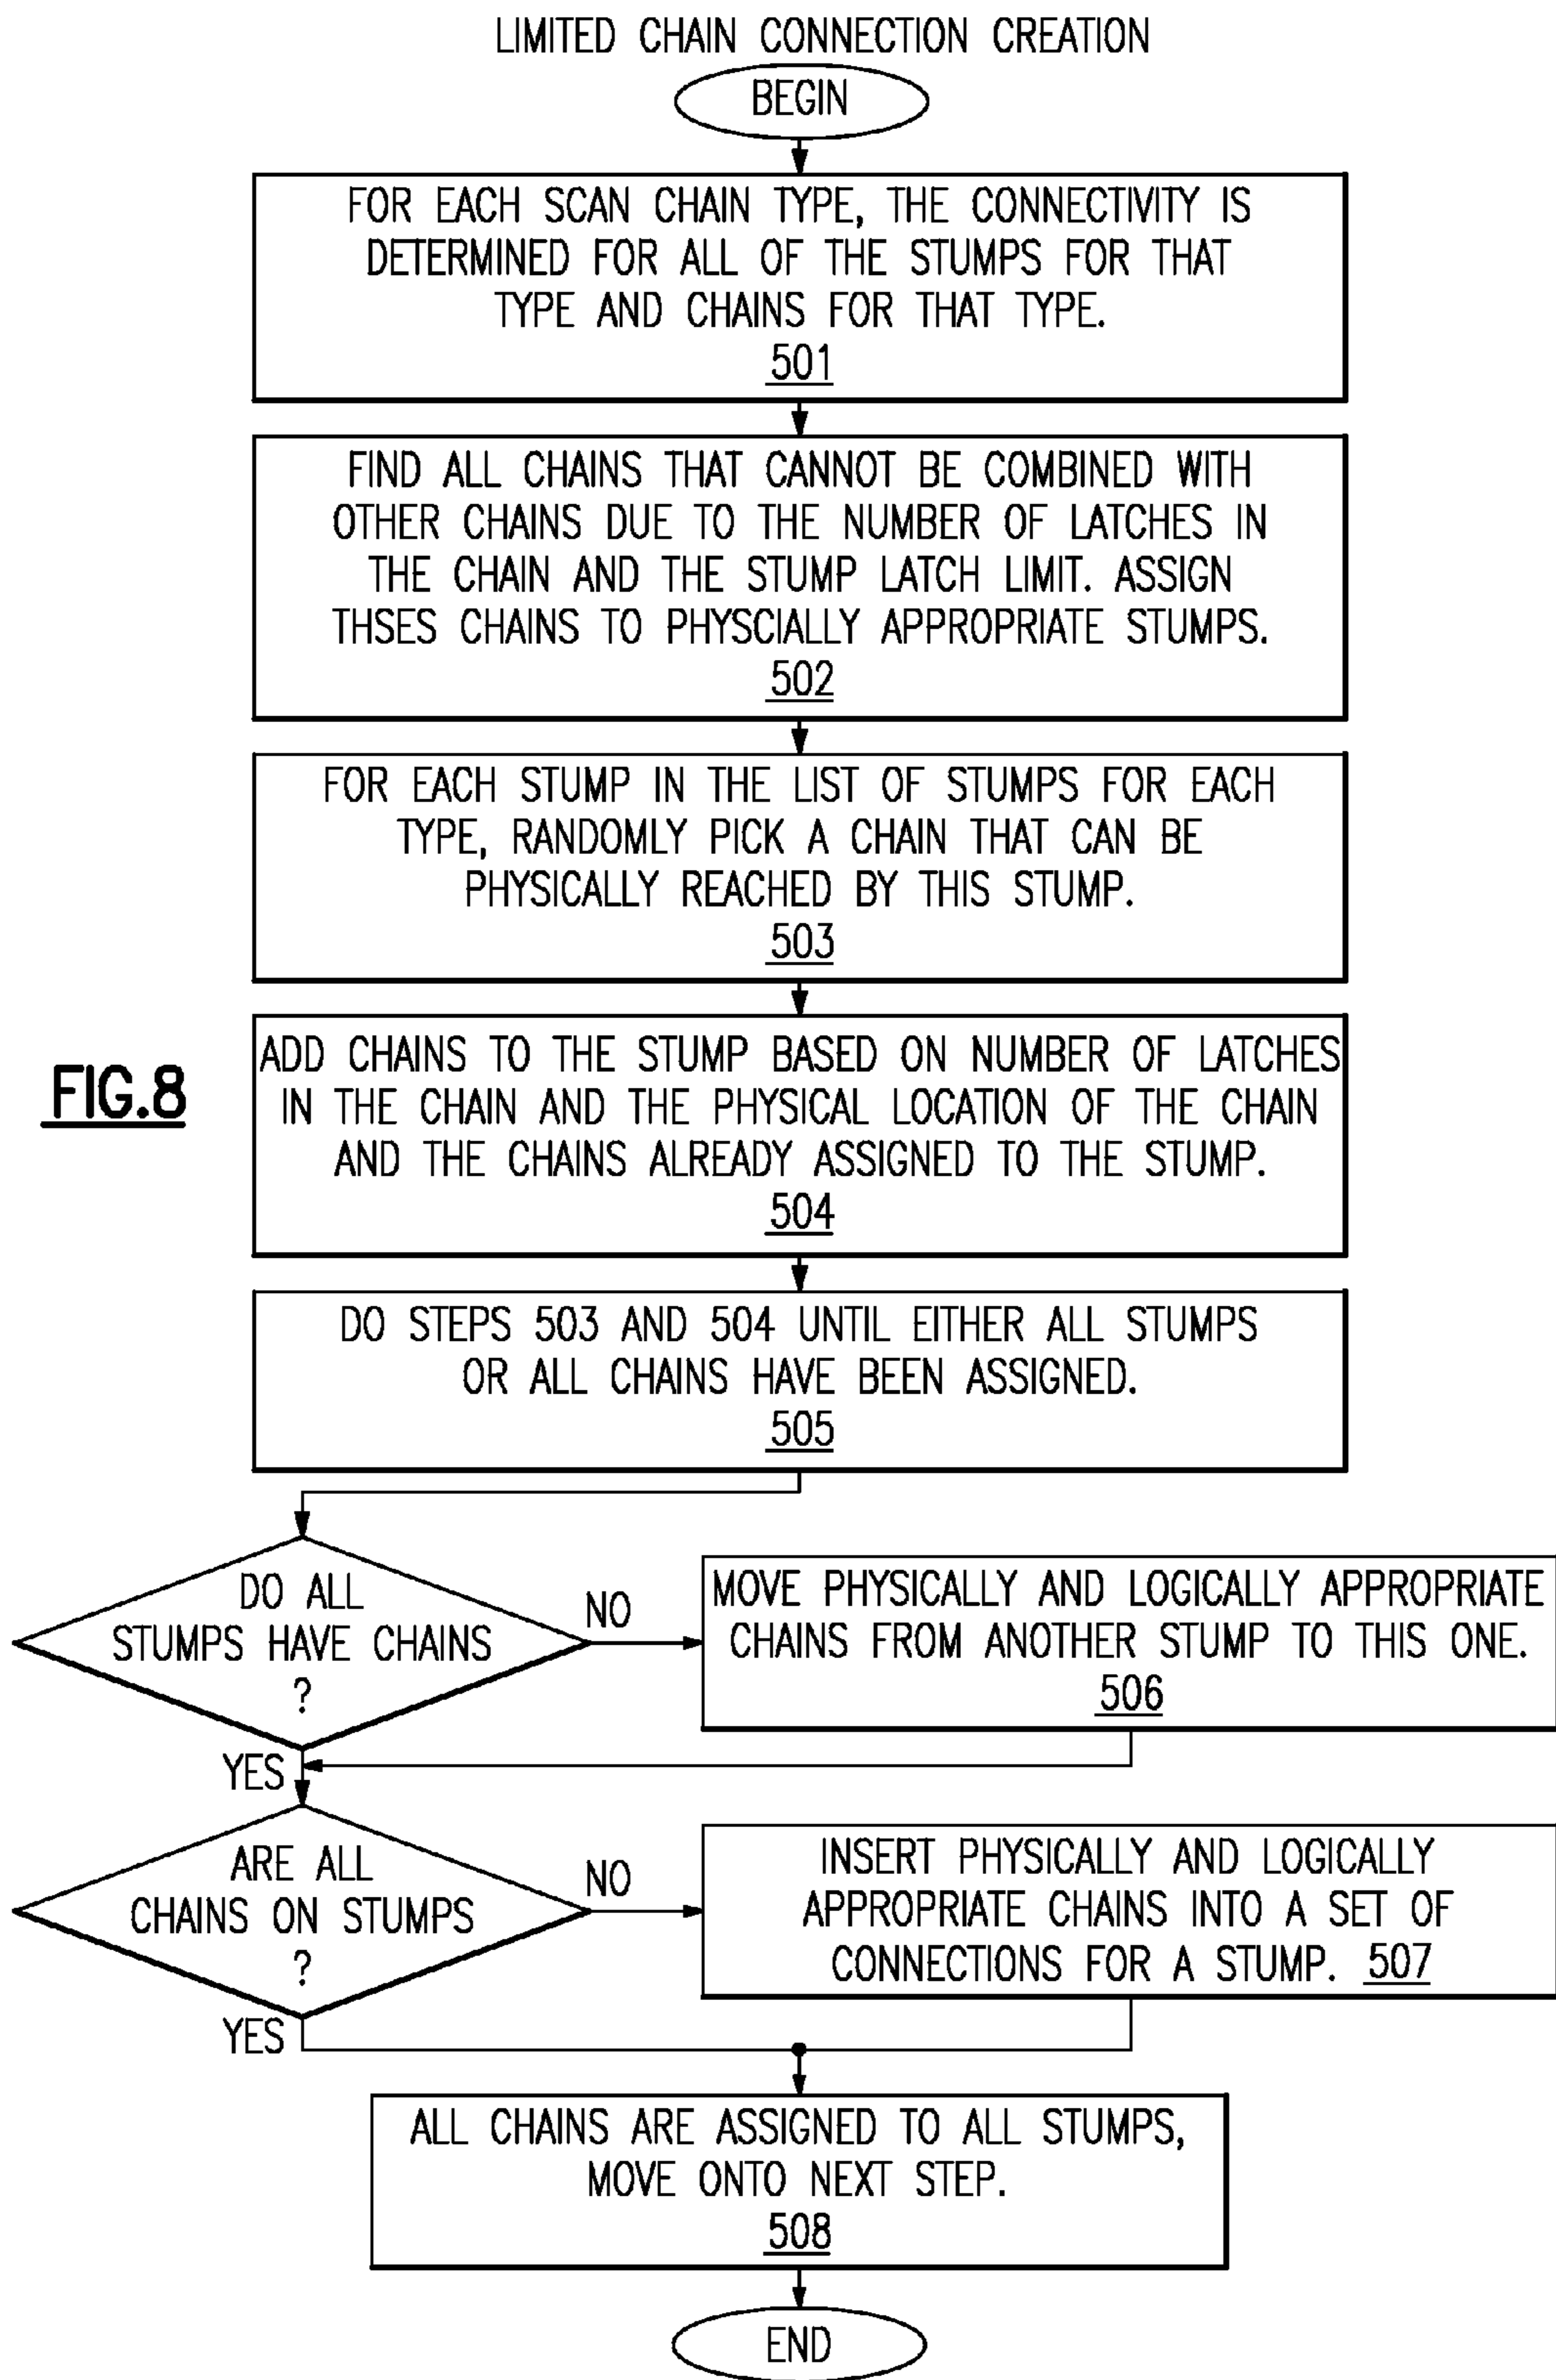 LIMITED CHAIN CONNECTION CREATION
BEGIN
FOR EACH SCAN CHAIN TYPE, THE CONNECTIVITY IS
DETERMINED FOR ALL OF THE STUMPS FOR THAT
TYPE AND CHAINS FOR THAT TYPE.
501
FIND ALL CHAINS THAT CANNOT BE COMBINED WITH
OTHER CHAINS DUE TO THE NUMBER OF LATCHES IN
THE CHAIN AND THE STUMP LATCH LIMIT. ASSIGN
THSES CHAINS TO PHYSCIALLY APPROPRIATE STUMPS.
502
FOR EACH STUMP IN THE LIST OF STUMPS FOR EACH
TYPE, RANDOMLY PICK A CHAIN THAT CAN BE
PHYSICALLY REACHED BY THIS STUMP.
503
FIG.8
ADD CHAINS TO THE STUMP BASED ON NUMBER OF LATCHES
IN THE CHAIN AND THE PHYSICAL LOCATION OF THE CHAIN
AND THE CHAINS ALREADY ASSIGNED TO THE STUMP.
504
DO STEPS 503 AND 504 UNTIL EITHER ALL STUMPS
OR ALL CHAINS HAVE BEEN ASSIGNED.
505
DO ALL
STUMPS HAVE CHAINS
?
NO
MOVE PHYSICALLY AND LOGICALLY APPROPRIATE
CHAINS FROM ANOTHER STUMP TO THIS ONE.
506
YES
ARE ALL
CHAINS ON STUMPS
?
NO
INSERT PHYSICALLY AND LOGICALLY
APPROPRIATE CHAINS INTO A SET OF
CONNECTIONS FOR A STUMP. 507
YES
ALL CHAINS ARE ASSIGNED TO ALL STUMPS,
MOVE ONTO NEXT STEP.
508
END